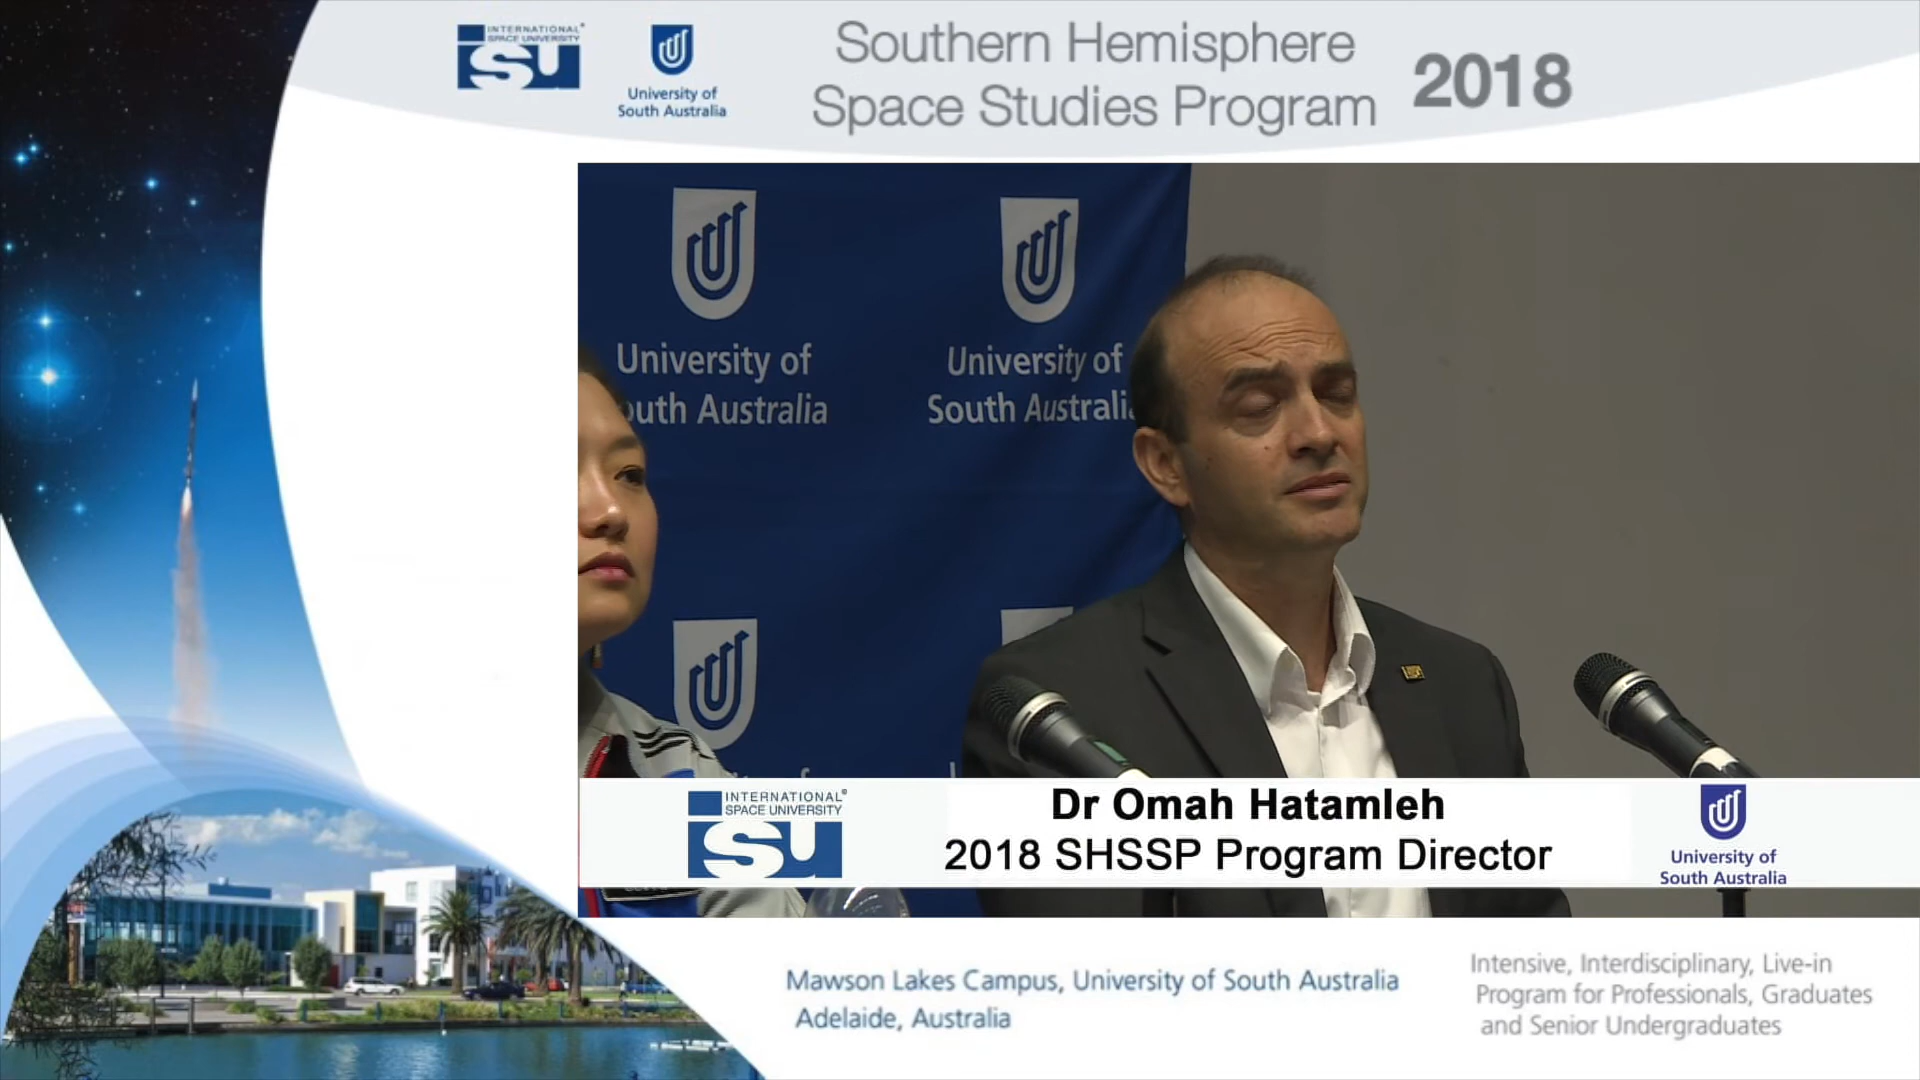 INTERNATIONAL
SPACE UNIVERSITY
isu
University of
South Australia
Southern Hemisphere
Space Studies Program
2018
University of
uth Australia
University of
South Australi
INTERNATIONAL®
SPACE UNIVERSITY
isu
Dr Omah Hatamleh
2018 SHSSP Program Director
University of
South Australia
Mawson Lakes Campus, University of South Australia
Adelaide, Australia
Intensive, Interdisciplinary, Live-in
Program for Professionals, Graduates
and Senior Undergraduates